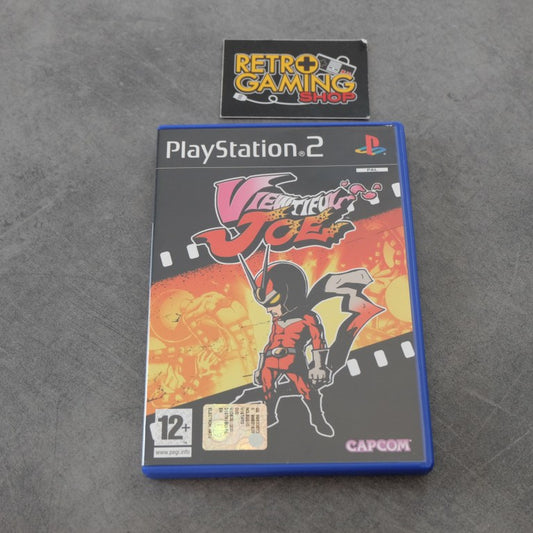 RETRO
GAMING
SHOP
PlayStation®2
PAL
VIEWTIFUL
JOE
12+
www.pegi.info
CAPCOM